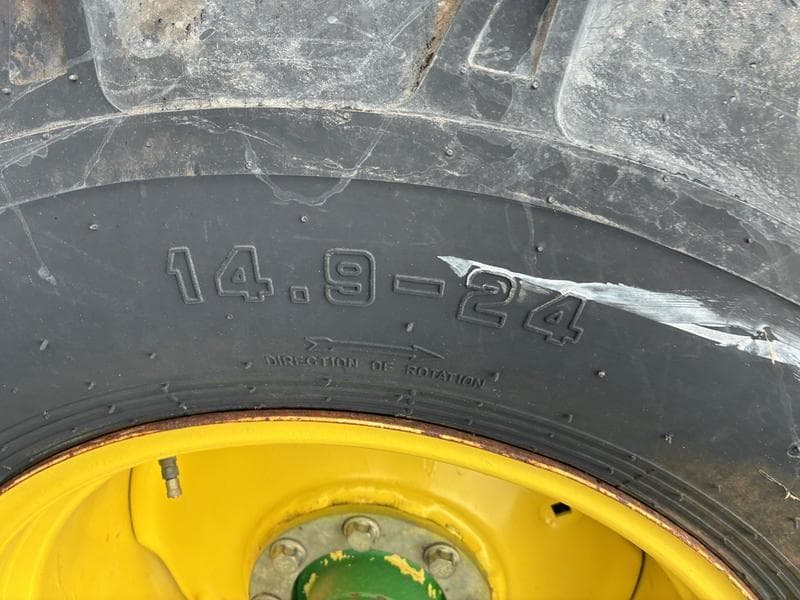 14.9-24
DIRECTION OF ROTATION